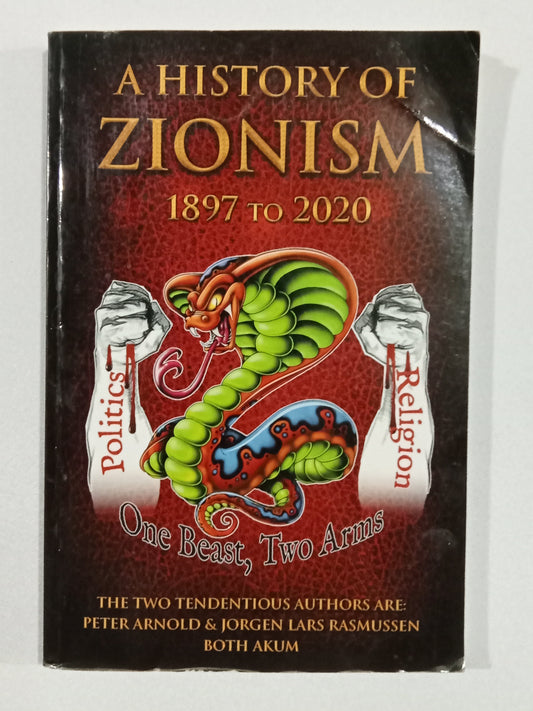 A HISTORY OF
ZIONISM
1897 TO 2020
Politics
Religion
One Beast, Two Arms
THE TWO TENDENTIOUS AUTHORS ARE:
PETER ARNOLD & JORGEN LARS RASMUSSEN
BOTH AKUM